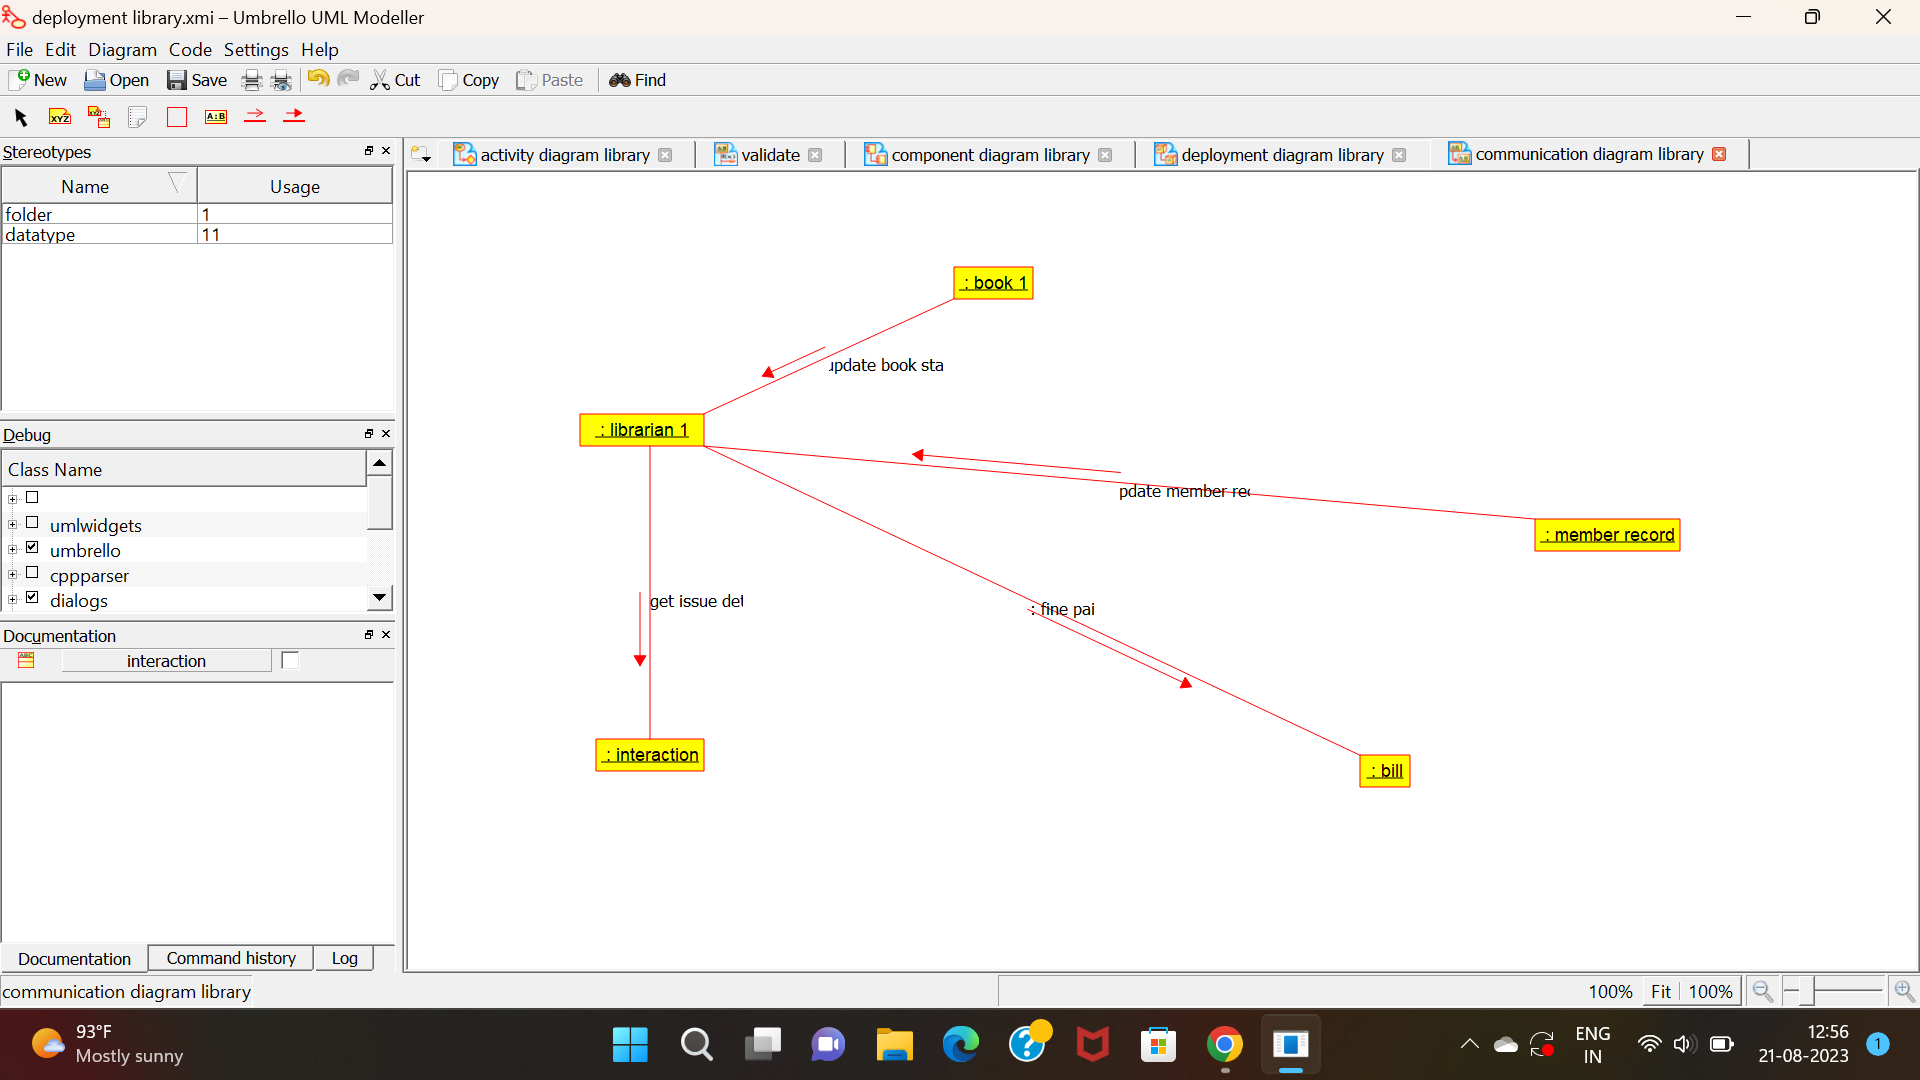 deployment library.xmi – Umbrello UML Modeller
File Edit Diagram Code Settings Help
New Open Save Cut Copy Paste Find
Stereotypes
Name Usage
folder 1
datatype 11
Debug
Class Name
umlwidgets
umbrello
cppparser
dialogs
Documentation
interaction
Documentation Command history Log
activity diagram library validate component diagram library deployment diagram library communication diagram library
: book 1
update book sta
: librarian 1
pdate member rec
: member record
get issue det
: fine pai
: interaction
: bill
communication diagram library
100% Fit 100%
93°F
Mostly sunny
ENG
IN
12:56
21-08-2023
1